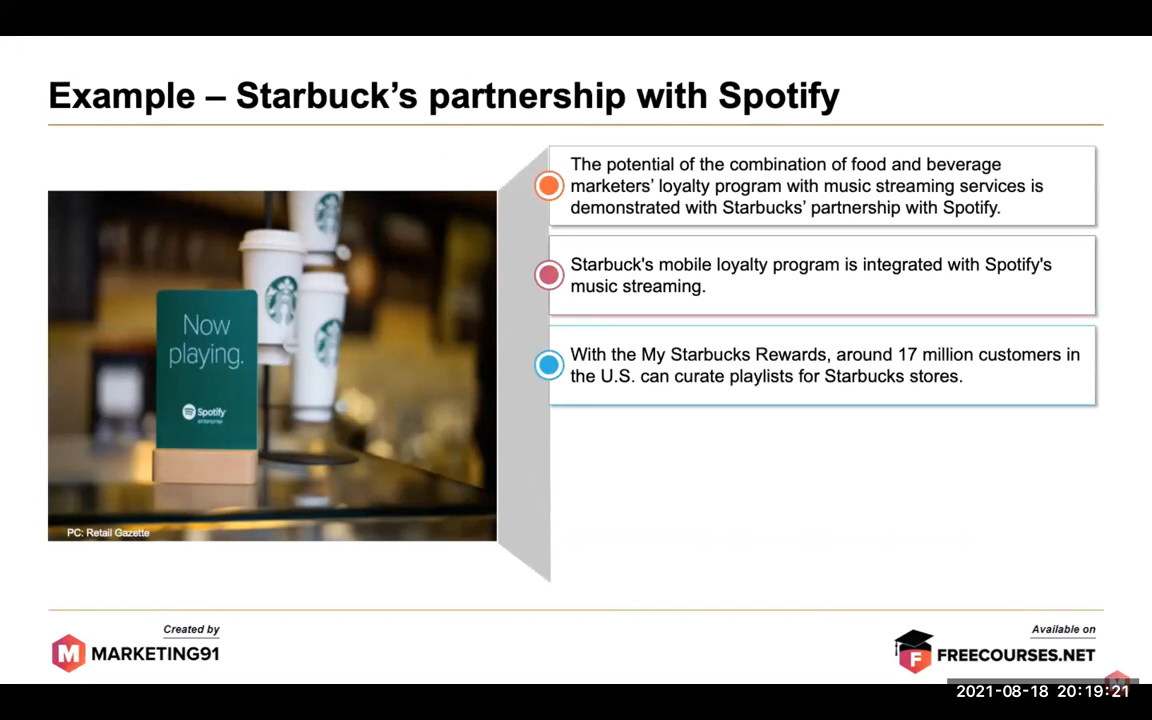 Example – Starbuck’s partnership with Spotify
The potential of the combination of food and beverage
marketers’ loyalty program with music streaming services is
demonstrated with Starbucks’ partnership with Spotify.
Starbuck's mobile loyalty program is integrated with Spotify's
music streaming.
With the My Starbucks Rewards, around 17 million customers in
the U.S. can curate playlists for Starbucks stores.
Now
playing.
Spotify
enterprise
PC: Retail Gazette
Created by
M MARKETING91
Available on
F FREECOURSES.NET
2021-08-18 20:19:21